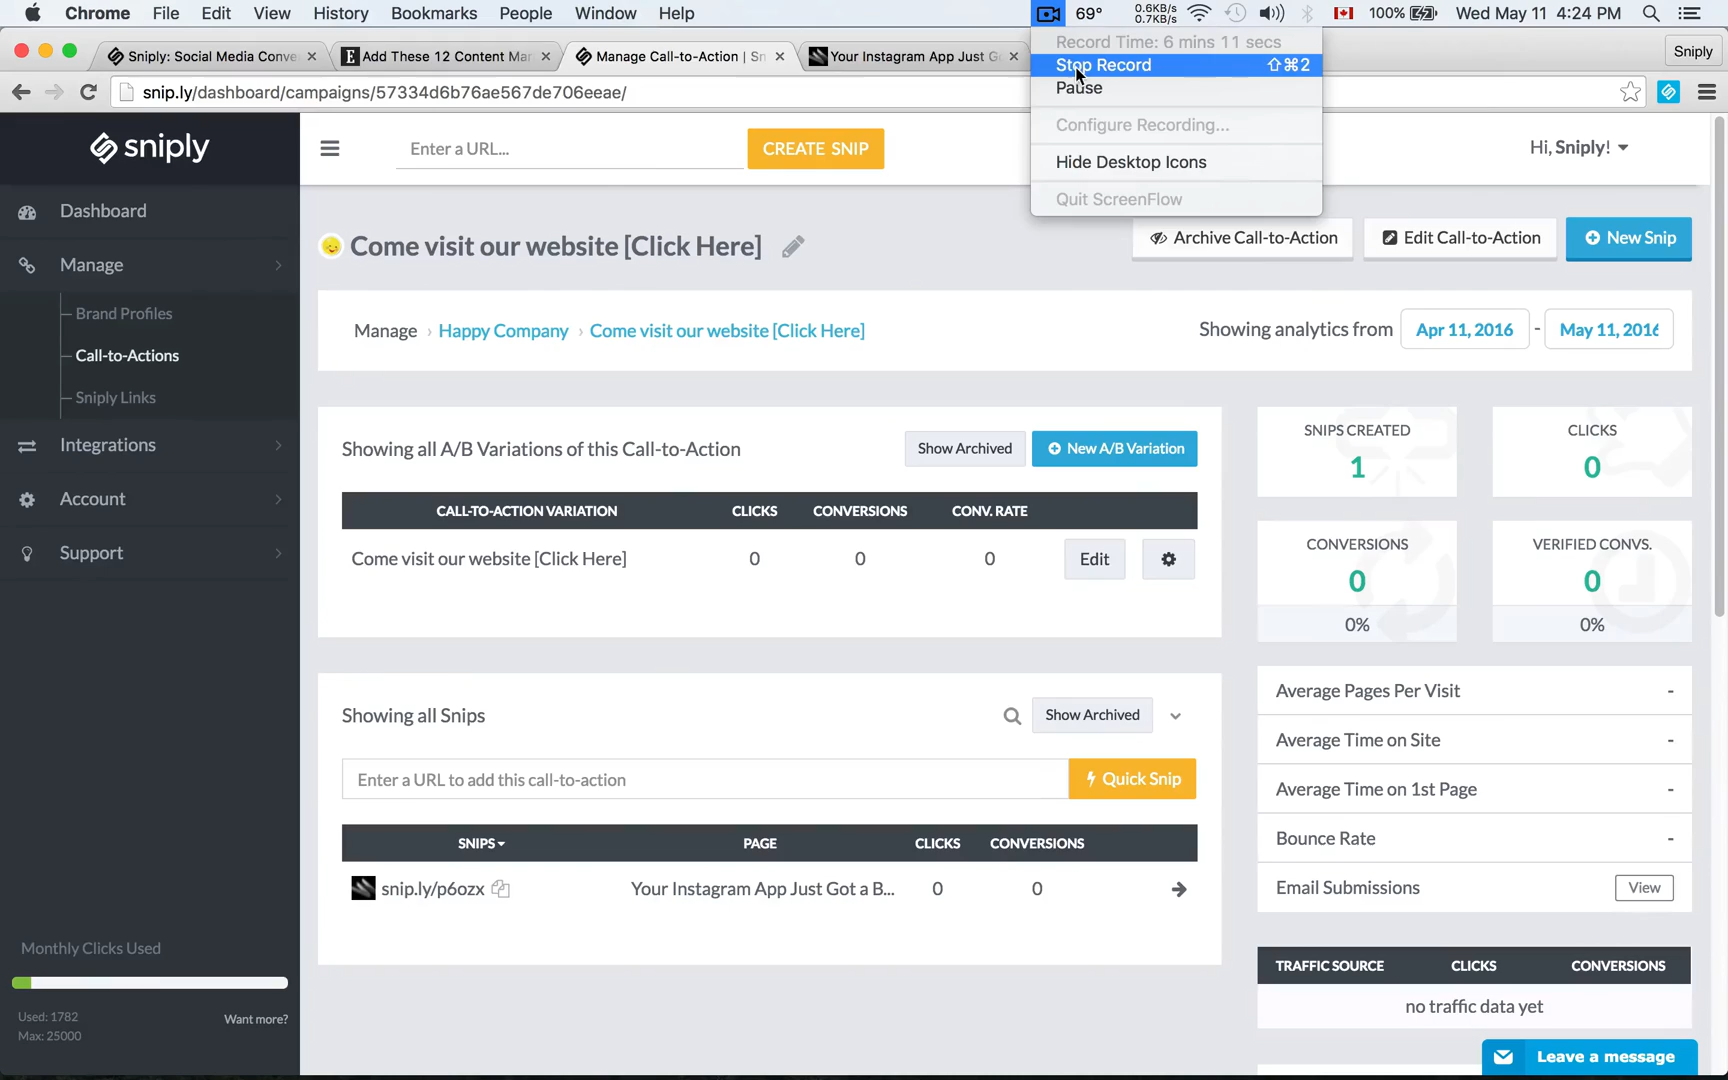 Chrome File Edit View History Bookmarks People Window Help 69° 0.6KB/s 0.7KB/s 100% Wed May 11 4:24 PM
Sniply: Social Media Conve Add These 12 Content Mar Manage Call-to-Action | Sn Your Instagram App Just Go Sniply
snip.ly/dashboard/campaigns/57334d6b76ae567de706eeae/
Record Time: 6 mins 11 secs
Stop Record ⇧⌘2
Pause
Configure Recording...
Hide Desktop Icons
Quit ScreenFlow
sniply
Enter a URL...
CREATE SNIP
Hi, Sniply!
Dashboard
Manage
Brand Profiles
Call-to-Actions
Sniply Links
Integrations
Account
Support
Monthly Clicks Used
Used: 1782
Max: 25000
Want more?
Come visit our website [Click Here]
Archive Call-to-Action
Edit Call-to-Action
New Snip
Manage › Happy Company › Come visit our website [Click Here]
Showing analytics from Apr 11, 2016 - May 11, 2016
Showing all A/B Variations of this Call-to-Action
Show Archived
New A/B Variation
CALL-TO-ACTION VARIATION CLICKS CONVERSIONS CONV. RATE
Come visit our website [Click Here] 0 0 0 Edit
Showing all Snips
Show Archived
Enter a URL to add this call-to-action
Quick Snip
SNIPS PAGE CLICKS CONVERSIONS
snip.ly/p6ozx Your Instagram App Just Got a B... 0 0
SNIPS CREATED
1
CLICKS
0
CONVERSIONS
0
0%
VERIFIED CONVS.
0
0%
Average Pages Per Visit -
Average Time on Site -
Average Time on 1st Page -
Bounce Rate -
Email Submissions View
TRAFFIC SOURCE CLICKS CONVERSIONS
no traffic data yet
Leave a message